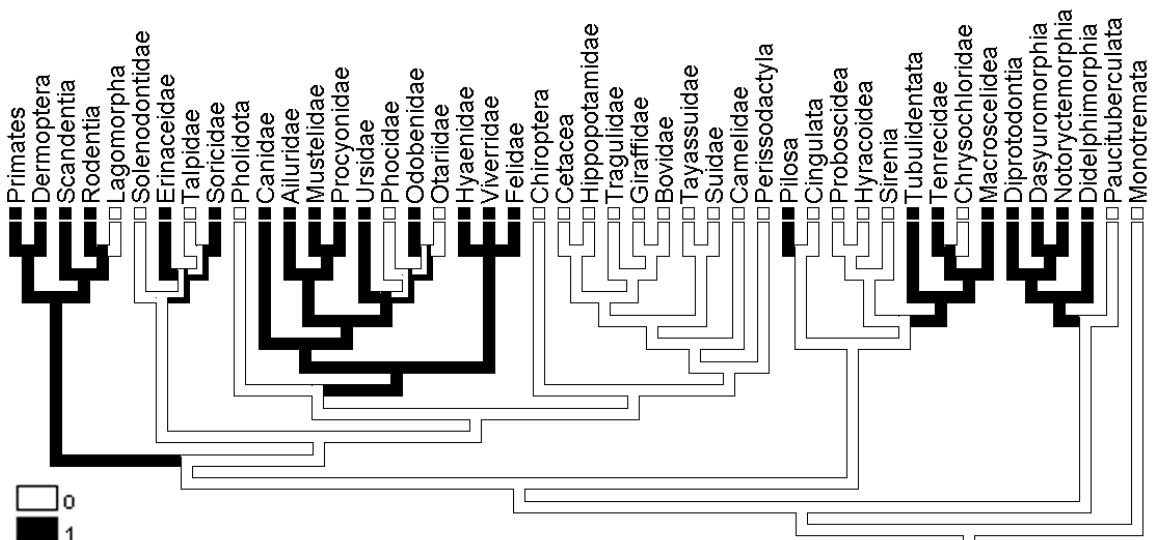 Primates
Dermoptera
Scandentia
Rodentia
Lagomorpha
Solenodontidae
Erinaceidae
Talpidae
Soricidae
Pholidota
Canidae
Ailuridae
Mustelidae
Procyonidae
Ursidae
Phocidae
Odobenidae
Otariidae
Hyaenidae
Viverridae
Felidae
Chiroptera
Cetacea
Hippopotamidae
Tragulidae
Giraffidae
Bovidae
Tayassuidae
Suidae
Camelidae
Perissodactyla
Pilosa
Cingulata
Proboscidea
Hyracoidea
Sirenia
Tubulidentata
Tenrecidae
Chrysochloridae
Macroscelidea
Diprotodontia
Dasyuromorphia
Notoryctemorphia
Didelphimorphia
Paucituberculata
Monotremata
0
1